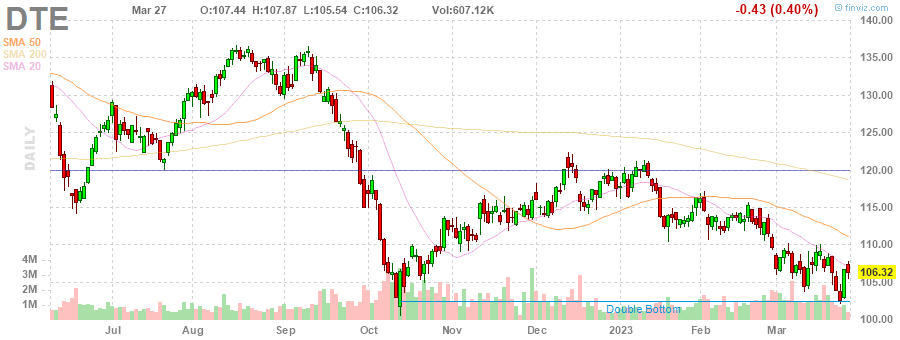 DTE Mar 27 O:107.44 H:107.87 L:105.54 C:106.32 Vol:607.12K -0.43 (0.40%) © finviz.com
SMA 50
SMA 200
SMA 20
DAILY
140.00
135.00
130.00
125.00
120.00
115.00
110.00
106.32
105.00
100.00
4M
3M
2M
1M
Double Bottom
Jul Aug Sep Oct Nov Dec 2023 Feb Mar